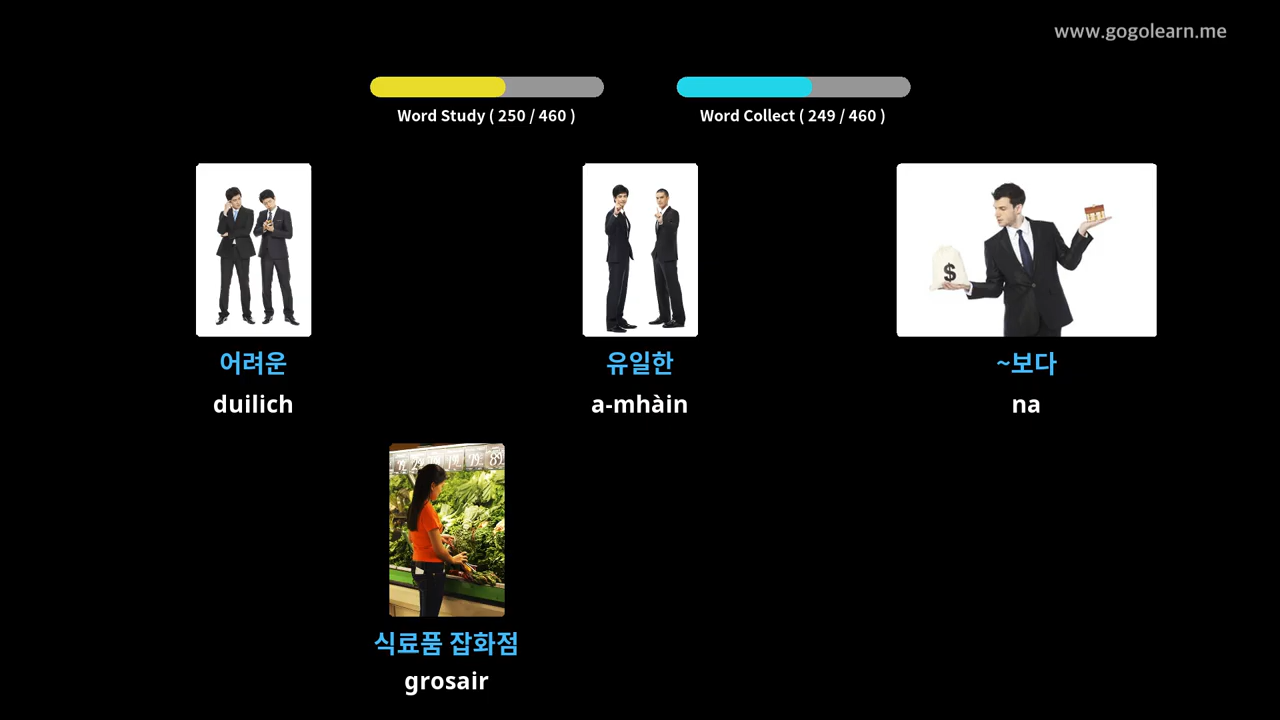 www.gogolearn.me
Word Study ( 250 / 460 )
Word Collect ( 249 / 460 )
$
어려운
duilich
유일한
a-mhàin
~보다
na
식료품 잡화점
grosair